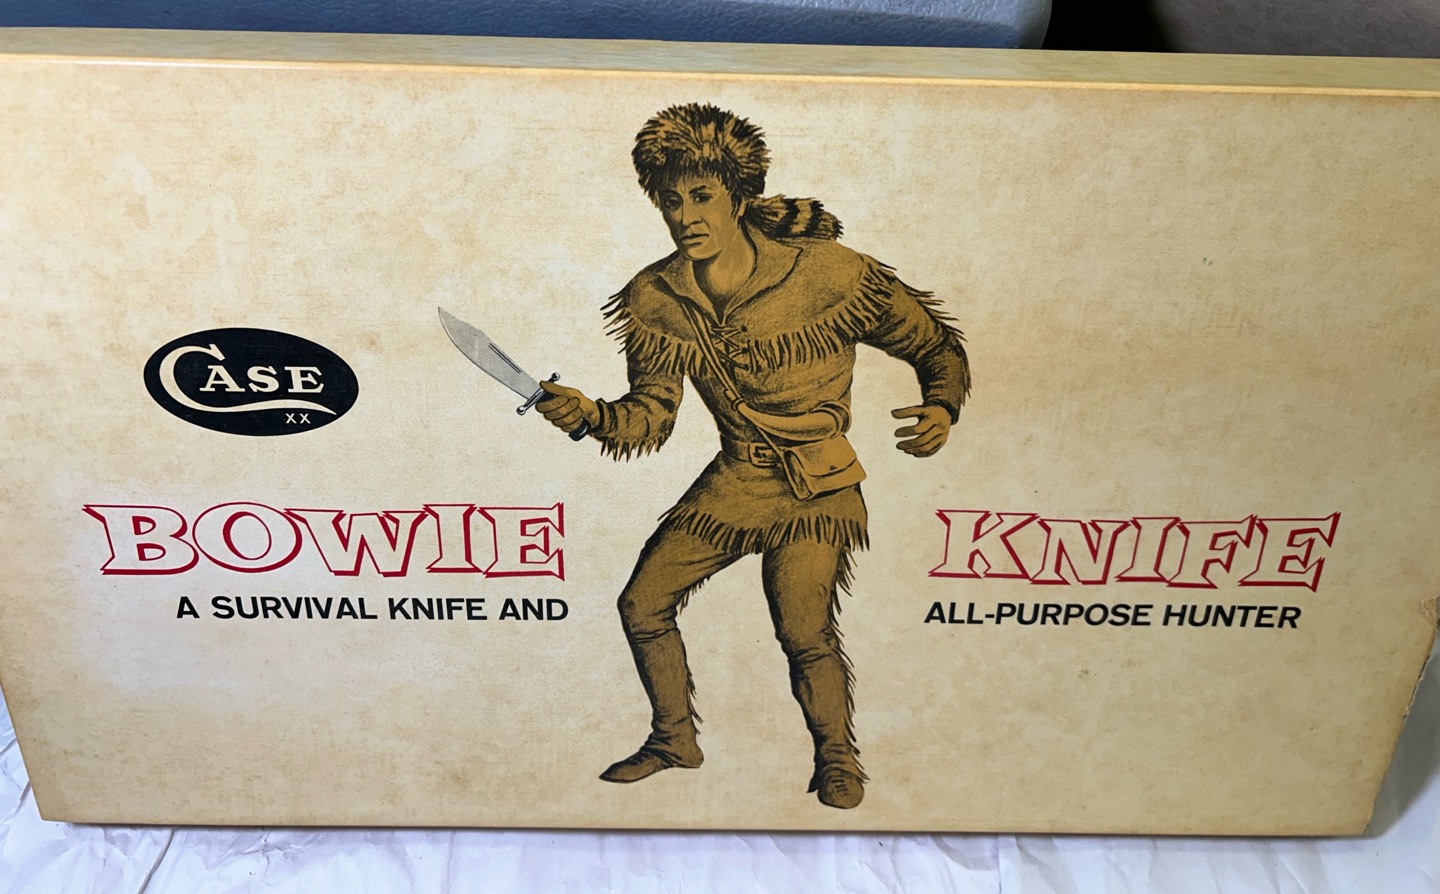 CASE
XX
BOWIE KNIFE
A SURVIVAL KNIFE AND ALL-PURPOSE HUNTER